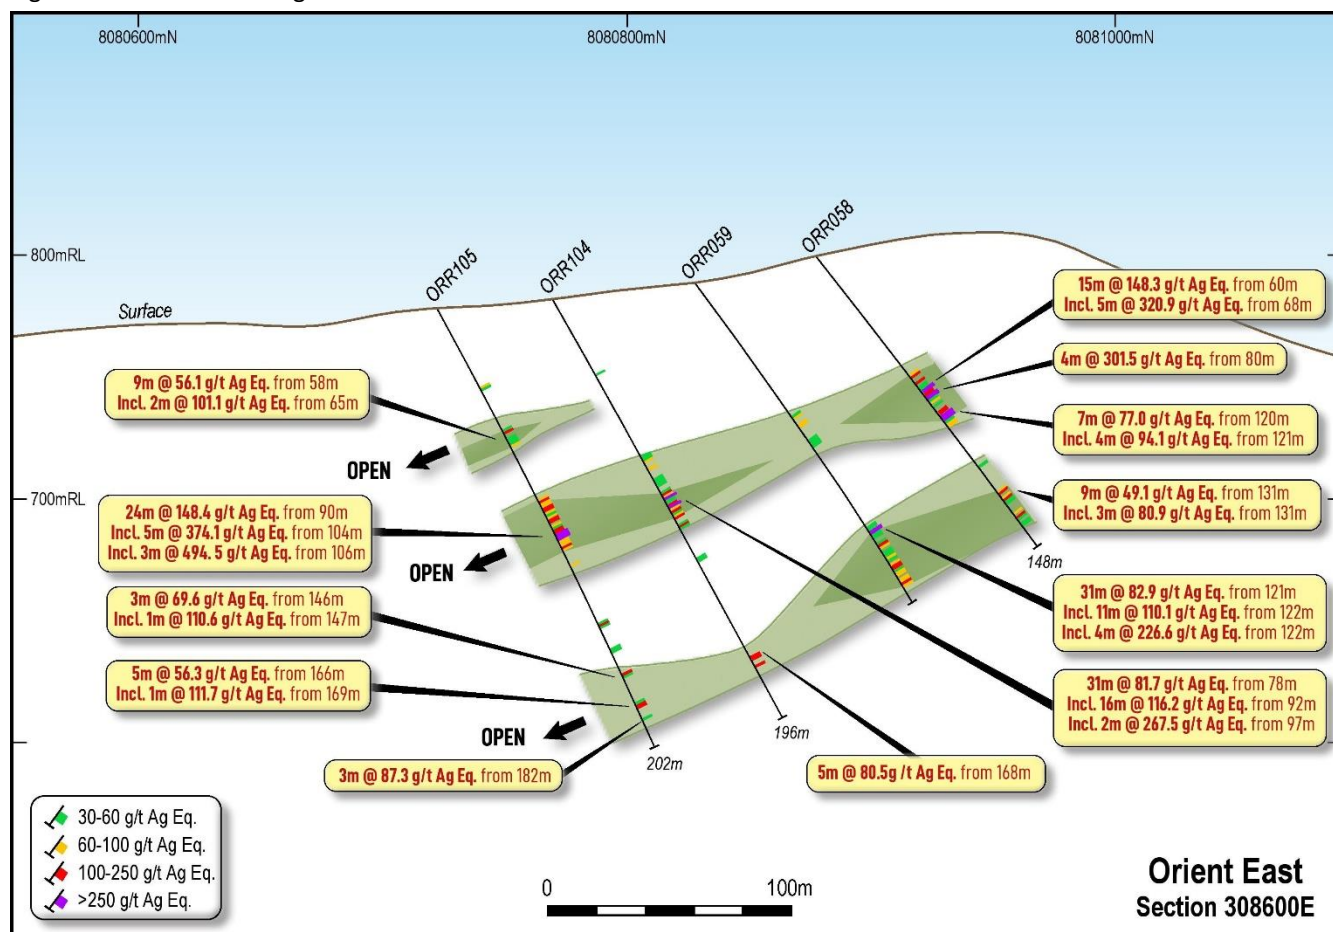 8080600mN
8080800mN
8081000mN
800mRL
Surface
ORR105
ORR104
ORR059
ORR058
15m @ 148.3 g/t Ag Eq. from 60m
Incl. 5m @ 320.9 g/t Ag Eq. from 68m
4m @ 301.5 g/t Ag Eq. from 80m
9m @ 56.1 g/t Ag Eq. from 58m
Incl. 2m @ 101.1 g/t Ag Eq. from 65m
7m @ 77.0 g/t Ag Eq. from 120m
Incl. 4m @ 94.1 g/t Ag Eq. from 121m
OPEN
700mRL
9m @ 49.1 g/t Ag Eq. from 131m
Incl. 3m @ 80.9 g/t Ag Eq. from 131m
24m @ 148.4 g/t Ag Eq. from 90m
Incl. 5m @ 374.1 g/t Ag Eq. from 104m
Incl. 3m @ 494.5 g/t Ag Eq. from 106m
OPEN
148m
3m @ 69.6 g/t Ag Eq. from 146m
Incl. 1m @ 110.6 g/t Ag Eq. from 147m
31m @ 82.9 g/t Ag Eq. from 121m
Incl. 11m @ 110.1 g/t Ag Eq. from 122m
Incl. 4m @ 226.6 g/t Ag Eq. from 122m
5m @ 56.3 g/t Ag Eq. from 166m
Incl. 1m @ 111.7 g/t Ag Eq. from 169m
31m @ 81.7 g/t Ag Eq. from 78m
Incl. 16m @ 116.2 g/t Ag Eq. from 92m
Incl. 2m @ 267.5 g/t Ag Eq. from 97m
OPEN
196m
202m
3m @ 87.3 g/t Ag Eq. from 182m
5m @ 80.5g /t Ag Eq. from 168m
30-60 g/t Ag Eq.
60-100 g/t Ag Eq.
100-250 g/t Ag Eq.
>250 g/t Ag Eq.
0
100m
Orient East
Section 308600E